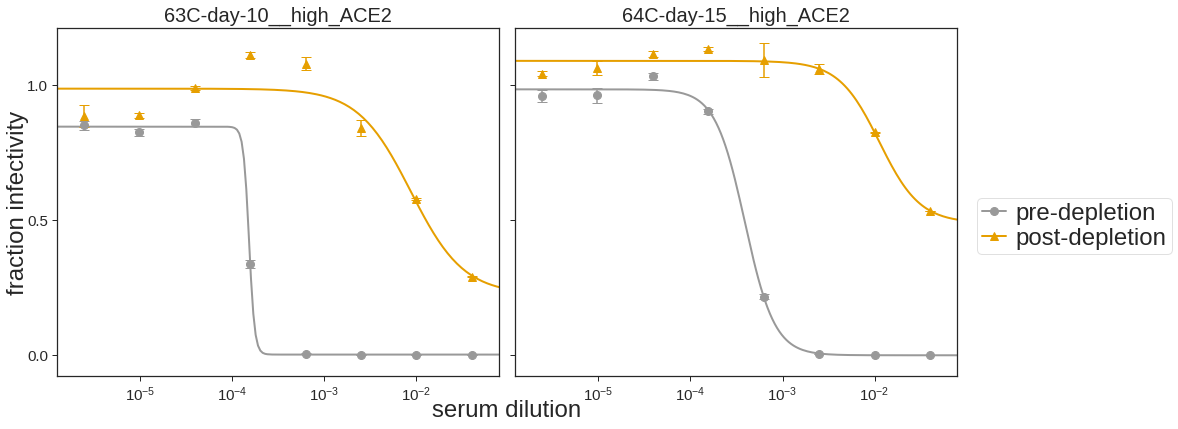 63C-day-10__high_ACE2
64C-day-15__high_ACE2
fraction infectivity
1.0
0.5
0.0
10⁻⁵ 10⁻⁴ 10⁻³ 10⁻²
10⁻⁵ 10⁻⁴ 10⁻³ 10⁻²
serum dilution
pre-depletion
post-depletion